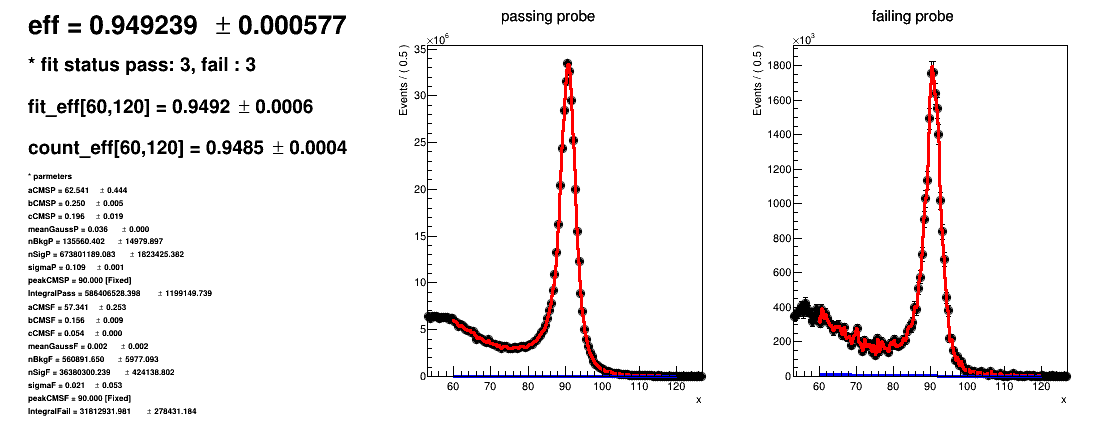 eff = 0.949239 ± 0.000577
* fit status pass: 3, fail : 3
fit_eff[60,120] = 0.9492 ± 0.0006
count_eff[60,120] = 0.9485 ± 0.0004
* parmeters
aCMSP = 62.541 ± 0.444
bCMSP = 0.250 ± 0.005
cCMSP = 0.196 ± 0.019
meanGaussP = 0.036 ± 0.000
nBkgP = 135560.402 ± 14979.897
nSigP = 673801189.083 ± 1823425.382
sigmaP = 0.109 ± 0.001
peakCMSP = 90.000 [Fixed]
IntegralPass = 586406528.398 ± 1199149.739
aCMSF = 57.341 ± 0.253
bCMSF = 0.156 ± 0.009
cCMSF = 0.054 ± 0.000
meanGaussF = 0.002 ± 0.002
nBkgF = 560891.650 ± 5977.093
nSigF = 36380300.239 ± 424138.802
sigmaF = 0.021 ± 0.053
peakCMSF = 90.000 [Fixed]
IntegralFail = 31812931.981 ± 278431.184
passing probe
×10⁶
Events / ( 0.5 )
35
30
25
20
15
10
5
0
60 70 80 90 100 110 120
x
failing probe
×10³
Events / ( 0.5 )
1800
1600
1400
1200
1000
800
600
400
200
0
60 70 80 90 100 110 120
x